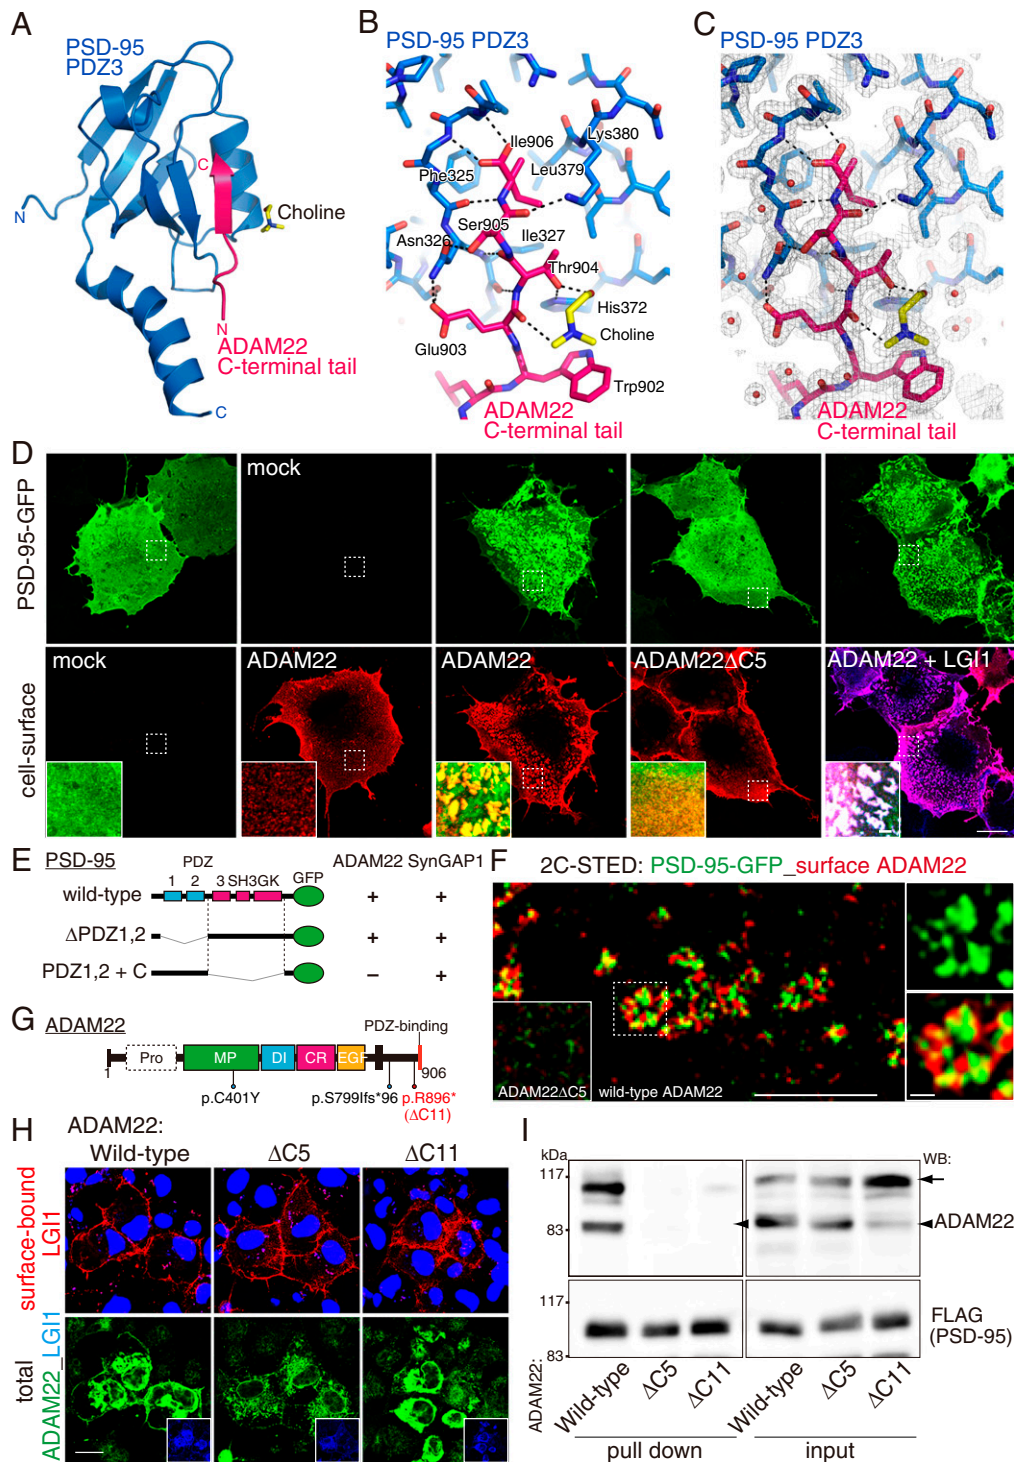 A
PSD-95
PDZ3
C
N
Choline
N
ADAM22
C-terminal tail
C
B
PSD-95 PDZ3
Lys380
Ile906
Leu379
Phe325
Ser905
Ile327
Asn326
Thr904
His372
Choline
Glu903
Trp902
ADAM22
C-terminal tail
C
PSD-95 PDZ3
ADAM22
C-terminal tail
D
PSD-95-GFP
mock
cell-surface
mock
ADAM22
ADAM22
ADAM22ΔC5
ADAM22 + LGI1
E
PSD-95
PDZ
1 2 3 SH3 GK GFP
ADAM22 SynGAP1
wild-type + +
ΔPDZ1,2 + +
PDZ1,2 + C − +
F
2C-STED: PSD-95-GFP_surface ADAM22
ADAM22ΔC5
wild-type ADAM22
G
ADAM22
PDZ-binding
Pro MP DI CR EGF
1
906
p.C401Y
p.S799Ifs*96
p.R896*
(ΔC11)
H
ADAM22:
Wild-type ΔC5 ΔC11
surface-bound
LGI1
total
ADAM22_LGI1
I
kDa
117
83
WB:
ADAM22
117
83
FLAG
(PSD-95)
ADAM22:
Wild-type ΔC5 ΔC11 Wild-type ΔC5 ΔC11
pull down input